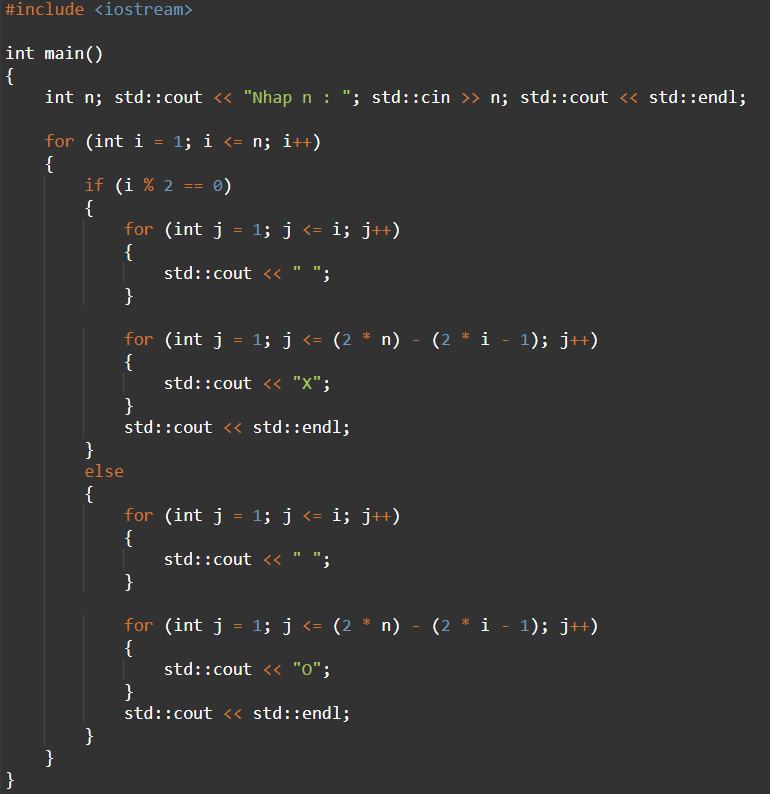 #include <iostream>
int main()
{
    int n; std::cout << "Nhap n : "; std::cin >> n; std::cout << std::endl;
    for (int i = 1; i <= n; i++)
    {
        if (i % 2 == 0)
        {
            for (int j = 1; j <= i; j++)
            {
                std::cout << " ";
            }
            for (int j = 1; j <= (2 * n) - (2 * i - 1); j++)
            {
                std::cout << "X";
            }
            std::cout << std::endl;
        }
        else
        {
            for (int j = 1; j <= i; j++)
            {
                std::cout << " ";
            }
            for (int j = 1; j <= (2 * n) - (2 * i - 1); j++)
            {
                std::cout << "O";
            }
            std::cout << std::endl;
        }
    }
}